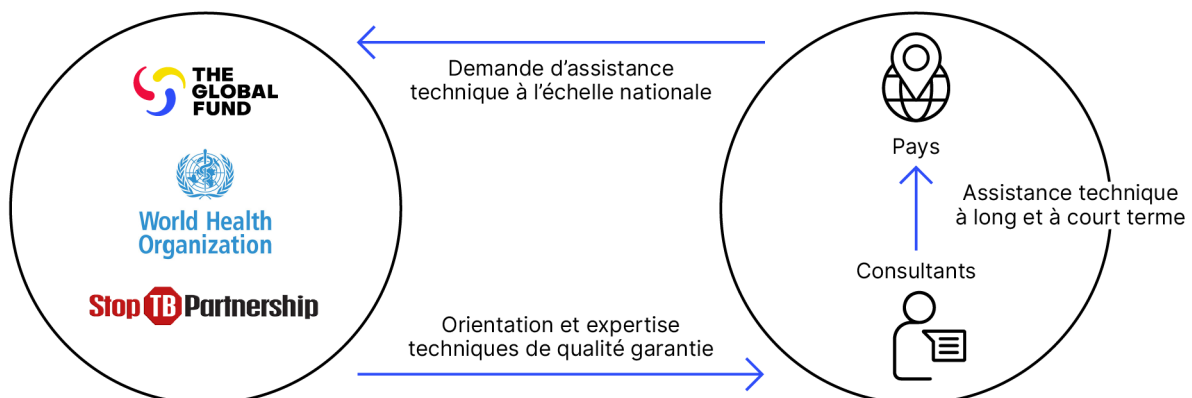 THE
GLOBAL
FUND
World Health
Organization
Stop TB Partnership
Demande d’assistance
technique à l’échelle nationale
Orientation et expertise
techniques de qualité garantie
Pays
Assistance technique
à long et à court terme
Consultants